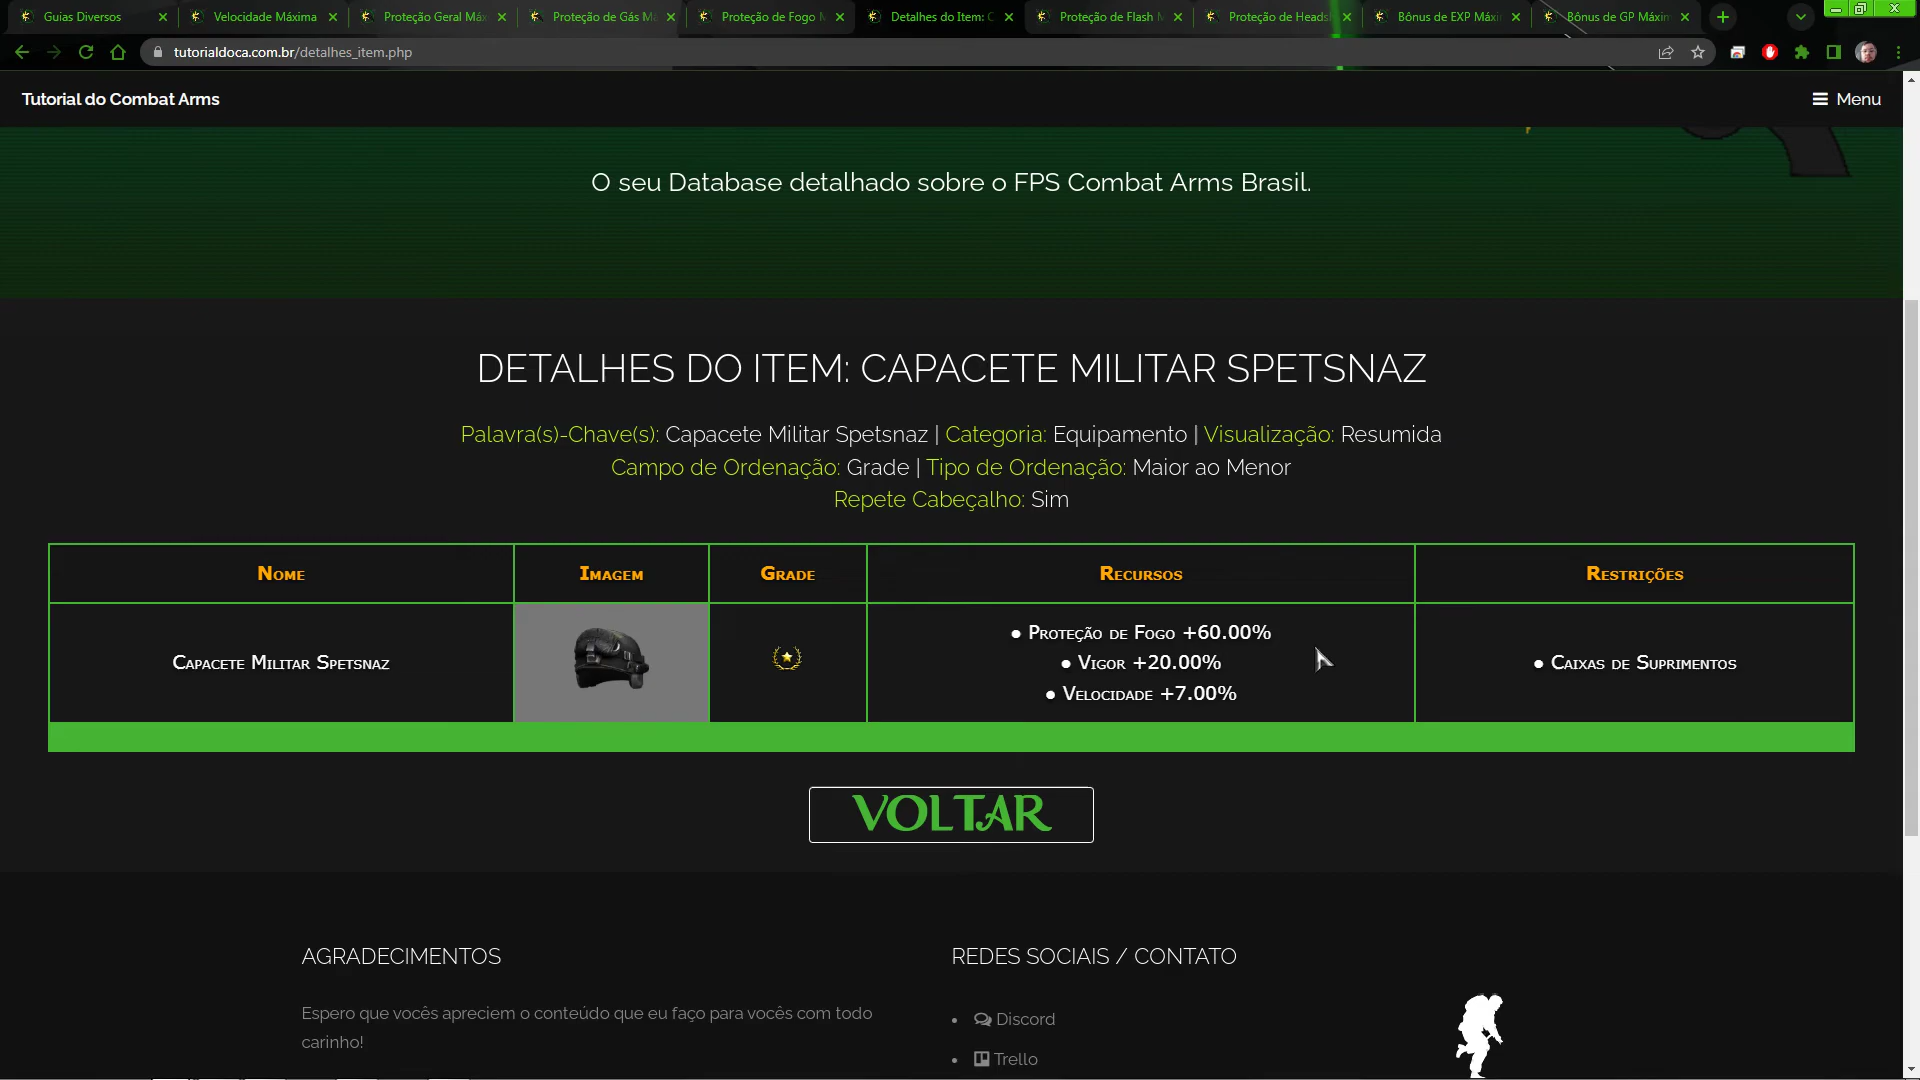 Guias Diversos
Velocidade Máxima
Proteção Geral Máx
Proteção de Gás Má
Proteção de Fogo M
Detalhes do Item: C
Proteção de Flash M
Proteção de Headsh
Bônus de EXP Máxi
Bônus de GP Máxim
tutorialdoca.com.br/detalhes_item.php
Tutorial do Combat Arms
Menu
O seu Database detalhado sobre o FPS Combat Arms Brasil.
DETALHES DO ITEM: CAPACETE MILITAR SPETSNAZ
Palavra(s)-Chave(s): Capacete Militar Spetsnaz | Categoria: Equipamento | Visualização: Resumida
Campo de Ordenação: Grade | Tipo de Ordenação: Maior ao Menor
Repete Cabeçalho: Sim
Nome Imagem Grade Recursos Restrições
Capacete Militar Spetsnaz
● Proteção de Fogo +60.00%
● Vigor +20.00%
● Velocidade +7.00%
● Caixas de Suprimentos
VOLTAR
AGRADECIMENTOS
Espero que vocês apreciem o conteúdo que eu faço para vocês com todo
carinho!
REDES SOCIAIS / CONTATO
• Discord
• Trello